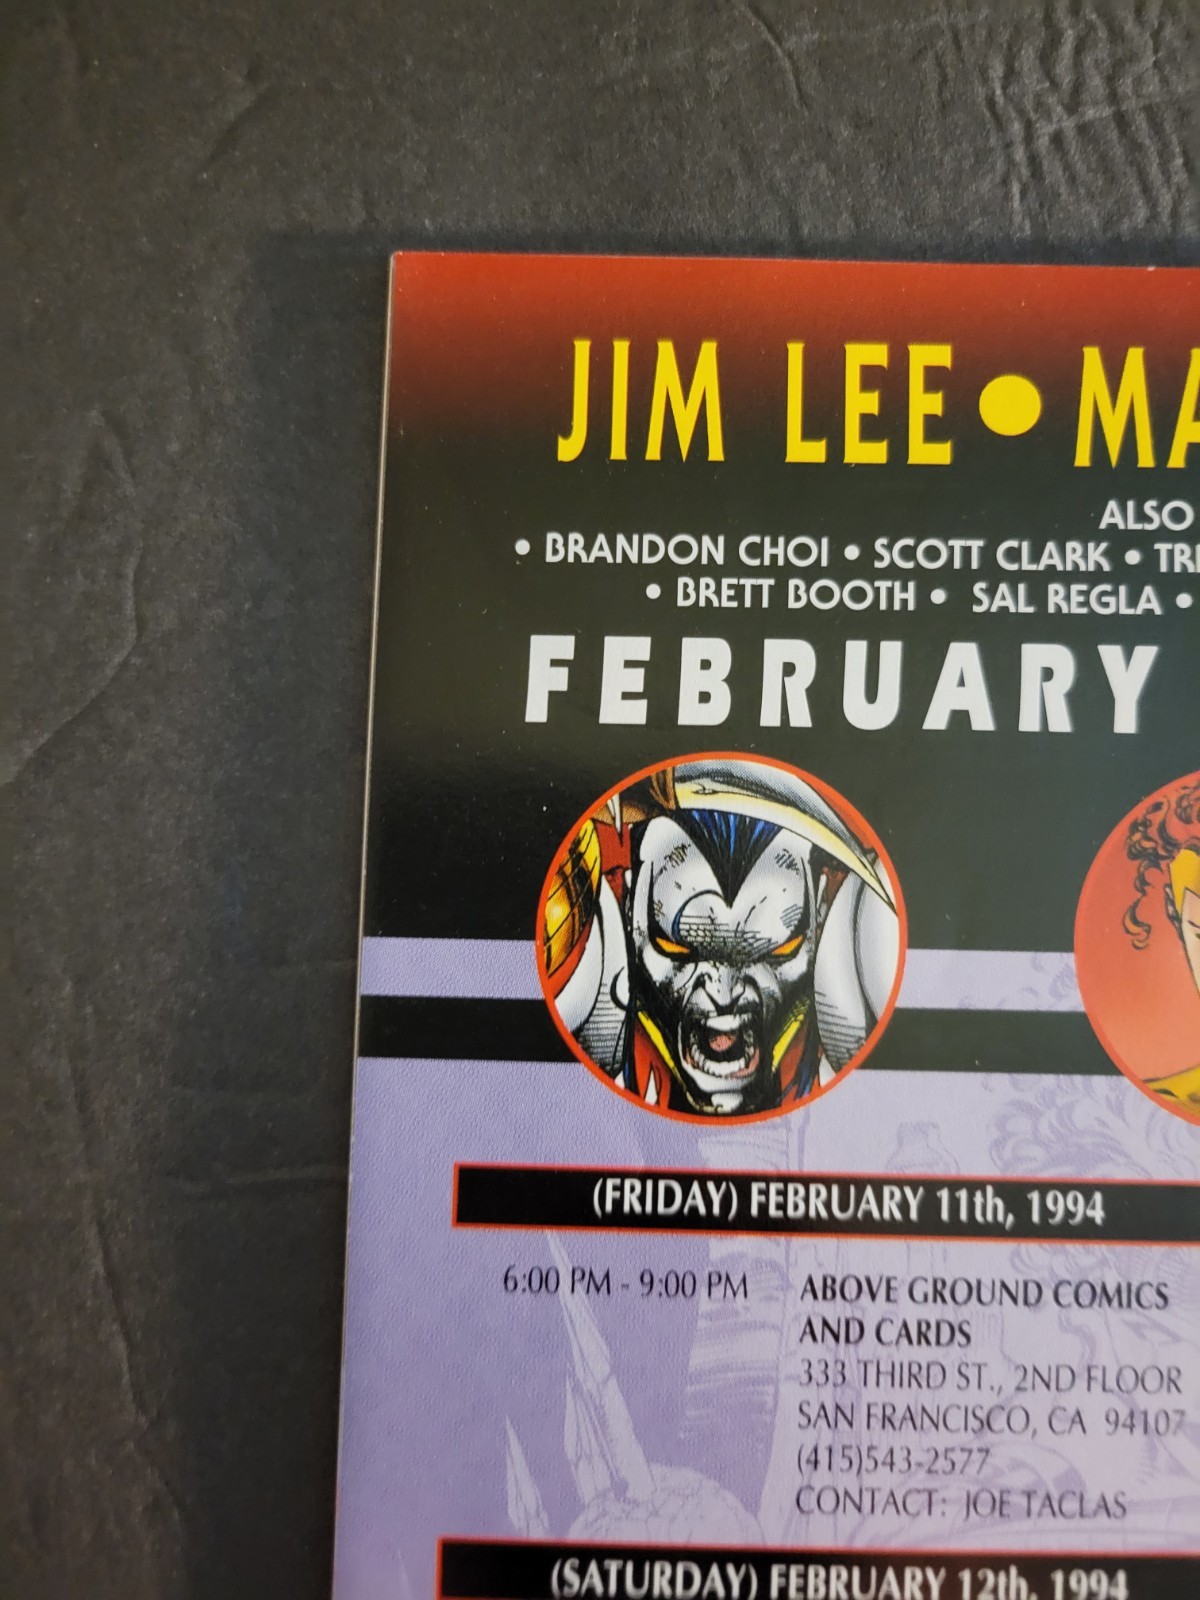 JIM LEE • MA
ALSO
• BRANDON CHOI • SCOTT CLARK • TR
• BRETT BOOTH • SAL REGLA •
FEBRUARY
(FRIDAY) FEBRUARY 11th, 1994
6:00 PM - 9:00 PM ABOVE GROUND COMICS
AND CARDS
333 THIRD ST., 2ND FLOOR
SAN FRANCISCO, CA 94107
(415)543-2577
CONTACT: JOE TACLAS
(SATURDAY) FEBRUARY 12th, 1994